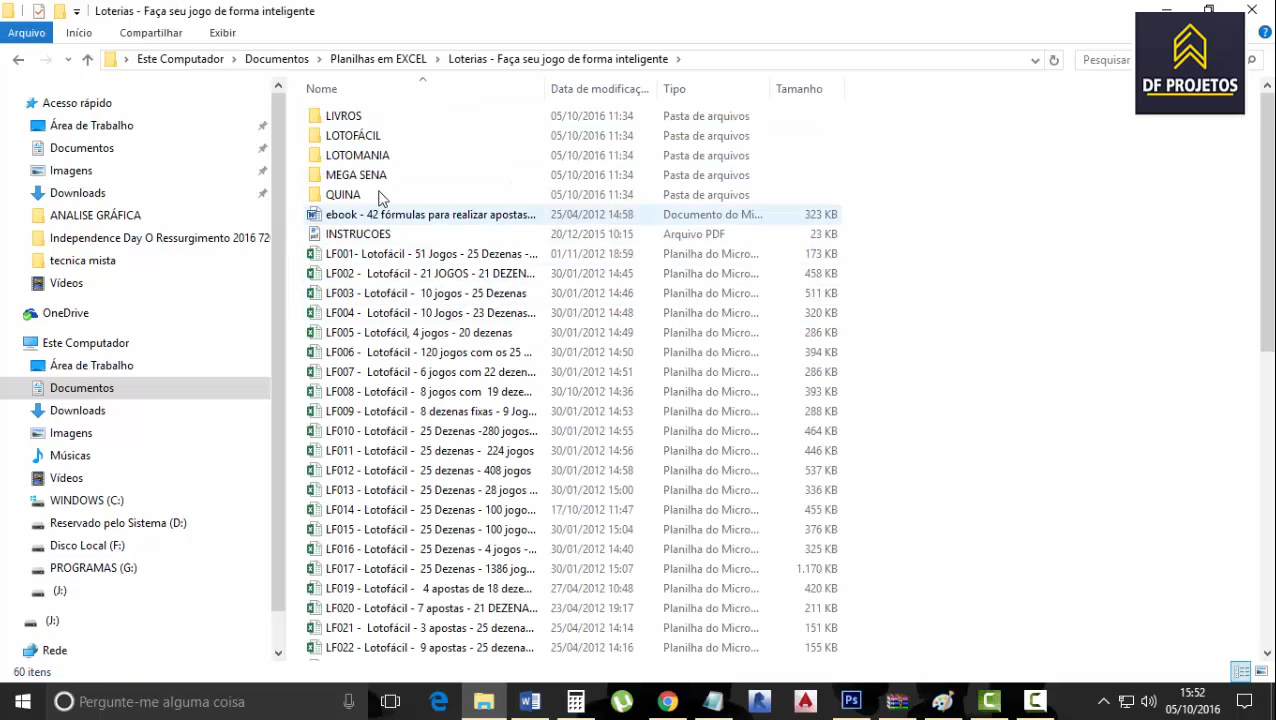 Loterias - Faça seu jogo de forma inteligente
Arquivo Início Compartilhar Exibir
Este Computador Documentos Planilhas em EXCEL Loterias - Faça seu jogo de forma inteligente Pesquisar
DF PROJETOS
Nome Data de modificaç... Tipo Tamanho
Acesso rápido
Área de Trabalho
Documentos
Imagens
Downloads
ANALISE GRÁFICA
Independence Day O Ressurgimento 2016 72
tecnica mista
Vídeos
OneDrive
Este Computador
Área de Trabalho
Documentos
Downloads
Imagens
Músicas
Vídeos
WINDOWS (C:)
Reservado pelo Sistema (D:)
Disco Local (F:)
PROGRAMAS (G:)
(J:)
(J:)
Rede
LIVROS 05/10/2016 11:34 Pasta de arquivos
LOTOFÁCIL 05/10/2016 11:34 Pasta de arquivos
LOTOMANIA 05/10/2016 11:34 Pasta de arquivos
MEGA SENA 05/10/2016 11:34 Pasta de arquivos
QUINA 05/10/2016 11:34 Pasta de arquivos
ebook - 42 fórmulas para realizar apostas... 25/04/2012 14:58 Documento do Mi... 323 KB
INSTRUCOES 20/12/2015 10:15 Arquivo PDF 23 KB
LF001- Lotofácil - 51 Jogos - 25 Dezenas -... 01/11/2012 18:59 Planilha do Micro... 173 KB
LF002 - Lotofácil - 21 JOGOS - 21 DEZEN... 30/01/2012 14:45 Planilha do Micro... 458 KB
LF003 - Lotofácil - 10 jogos - 25 Dezenas 30/01/2012 14:46 Planilha do Micro... 511 KB
LF004 - Lotofácil - 10 Jogos - 23 Dezenas... 30/01/2012 14:48 Planilha do Micro... 320 KB
LF005 - Lotofácil, 4 jogos - 20 dezenas 30/01/2012 14:49 Planilha do Micro... 286 KB
LF006 - Lotofácil - 120 jogos com os 25 ... 30/01/2012 14:50 Planilha do Micro... 394 KB
LF007 - Lotofácil - 6 jogos com 22 dezen... 30/01/2012 14:51 Planilha do Micro... 286 KB
LF008 - Lotofácil - 8 jogos com 19 deze... 30/10/2012 14:36 Planilha do Micro... 393 KB
LF009 - Lotofácil - 8 dezenas fixas - 9 Jog... 30/01/2012 14:53 Planilha do Micro... 288 KB
LF010 - Lotofácil - 25 Dezenas -280 jogos... 30/01/2012 14:55 Planilha do Micro... 464 KB
LF011 - Lotofácil - 25 dezenas - 224 jogos 30/01/2012 14:56 Planilha do Micro... 446 KB
LF012 - Lotofácil - 25 dezenas - 408 jogos 30/01/2012 14:58 Planilha do Micro... 537 KB
LF013 - Lotofácil - 25 Dezenas - 28 jogos ... 30/01/2012 15:00 Planilha do Micro... 336 KB
LF014 - Lotofácil - 25 Dezenas - 100 jogo... 17/10/2012 11:47 Planilha do Micro... 455 KB
LF015 - Lotofácil - 25 Dezenas - 100 jogo... 30/01/2012 15:04 Planilha do Micro... 376 KB
LF016 - Lotofácil - 25 Dezenas - 4 jogos -... 30/01/2012 14:40 Planilha do Micro... 325 KB
LF017 - Lotofácil - 25 Dezenas - 1386 jog... 30/01/2012 15:07 Planilha do Micro... 1.170 KB
LF019 - Lotofácil - 4 apostas de 18 deze... 27/04/2012 10:48 Planilha do Micro... 420 KB
LF020 - Lotofácil - 7 apostas - 21 DEZENA... 23/04/2012 19:17 Planilha do Micro... 211 KB
LF021 - Lotofácil - 3 apostas - 25 dezena... 25/04/2012 14:14 Planilha do Micro... 151 KB
LF022 - Lotofácil - 9 apostas - 25 dezena... 25/04/2012 14:16 Planilha do Micro... 155 KB
60 itens
Pergunte-me alguma coisa
15:52
05/10/2016